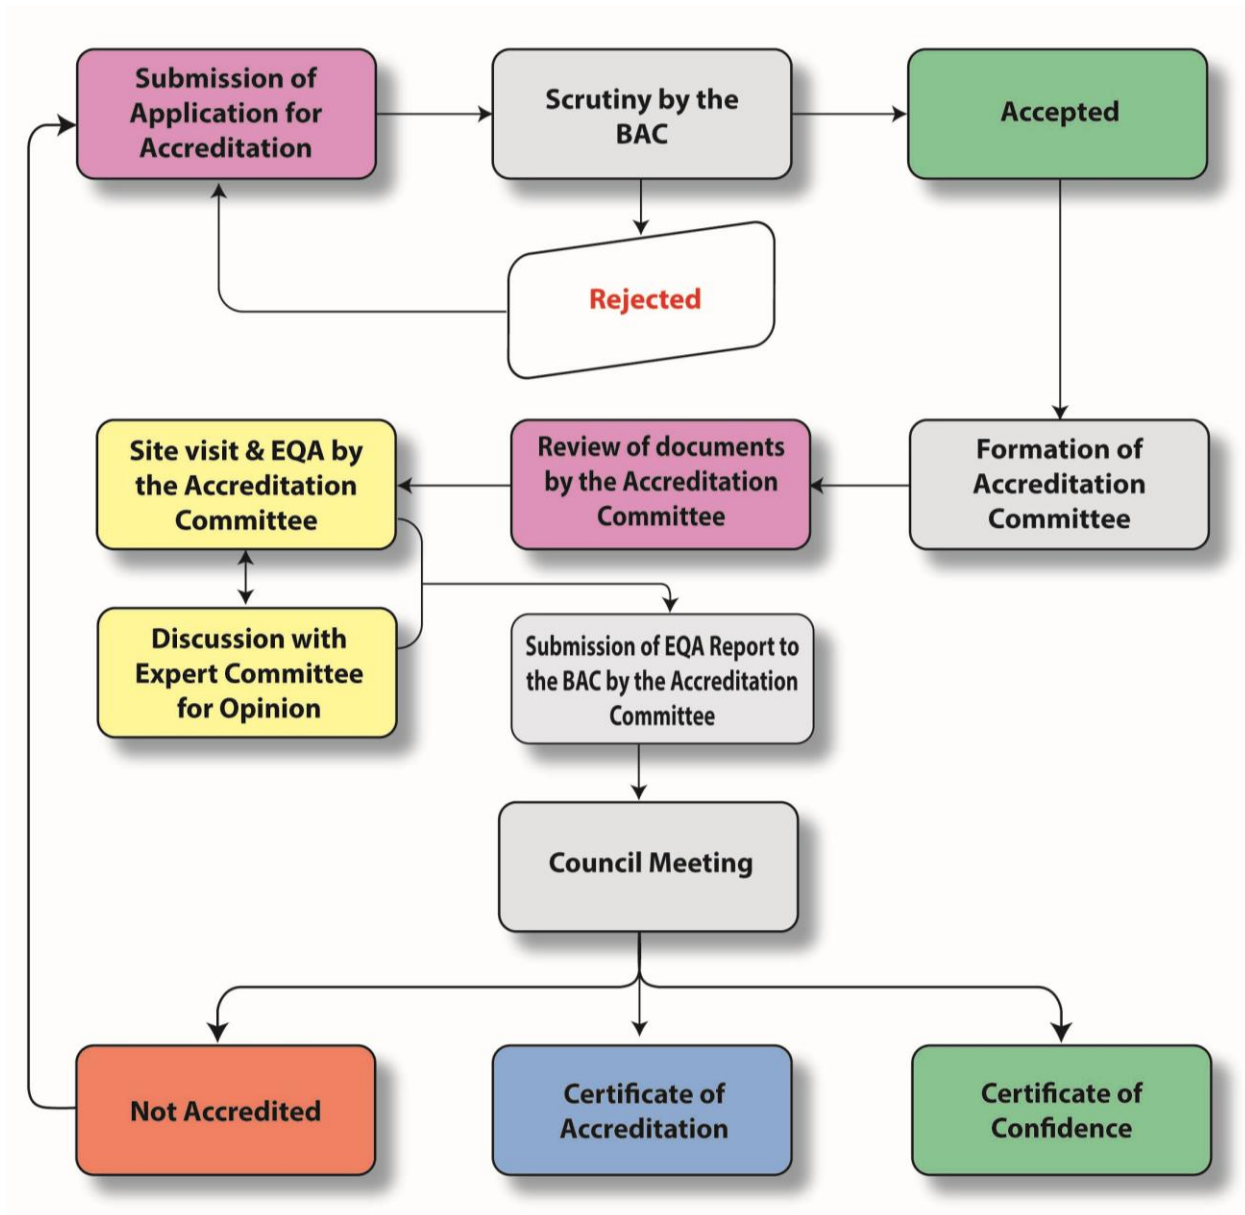 Submission of
Application for
Accreditation
Scrutiny by the
BAC
Accepted
Rejected
Site visit & EQA by
the Accreditation
Committee
Review of documents
by the Accreditation
Committee
Formation of
Accreditation
Committee
Discussion with
Expert Committee
for Opinion
Submission of EQA Report to
the BAC by the Accreditation
Committee
Council Meeting
Not Accredited
Certificate of
Accreditation
Certificate of
Confidence